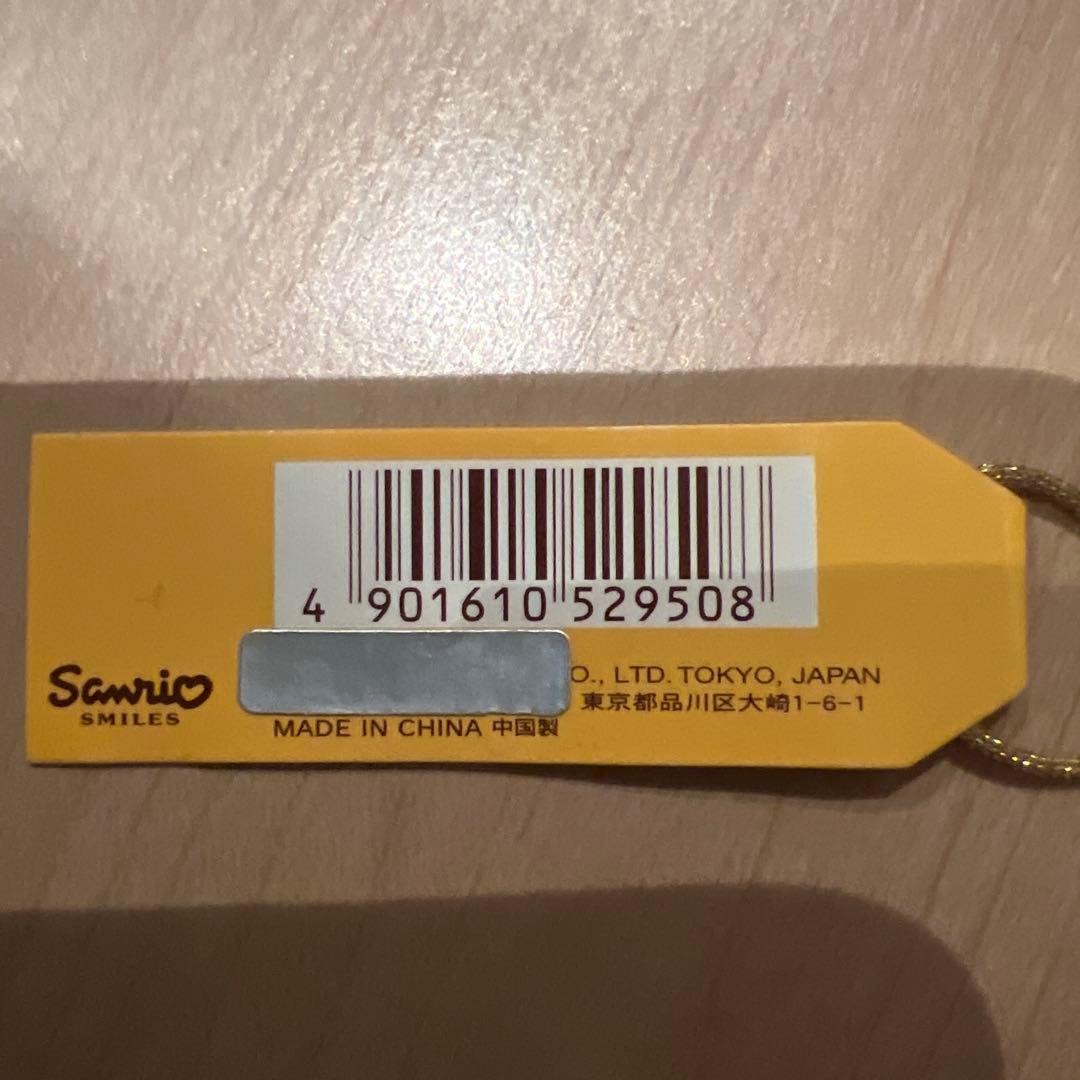 4 901610 529508
Sanrio
SMILES
O., LTD. TOKYO, JAPAN
東京都品川区大崎1-6-1
MADE IN CHINA 中国製